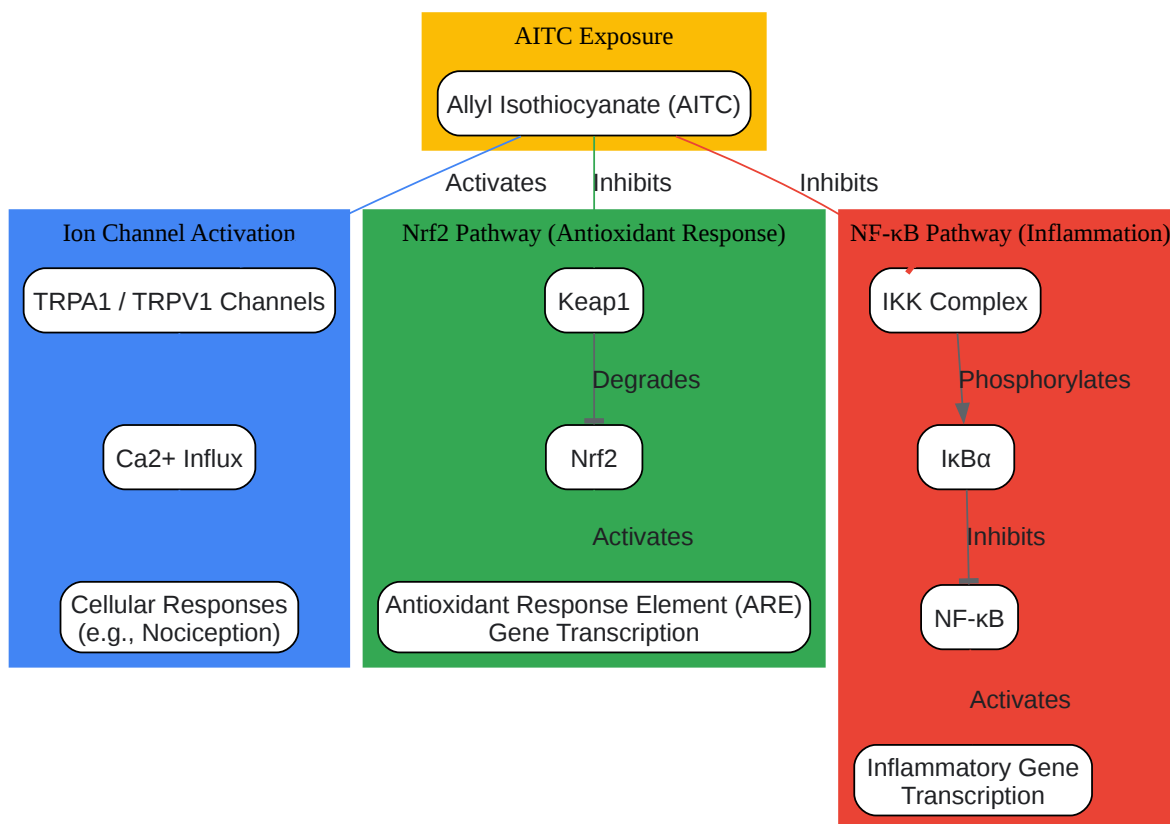 AITC Exposure
Allyl Isothiocyanate (AITC)
Activates
Inhibits
Inhibits
Ion Channel Activation
TRPA1 / TRPV1 Channels
Ca2+ Influx
Cellular Responses
(e.g., Nociception)
Nrf2 Pathway (Antioxidant Response)
Keap1
Degrades
Nrf2
Activates
Antioxidant Response Element (ARE)
Gene Transcription
NF-κB Pathway (Inflammation)
IKK Complex
Phosphorylates
IκBα
Inhibits
NF-κB
Activates
Inflammatory Gene
Transcription